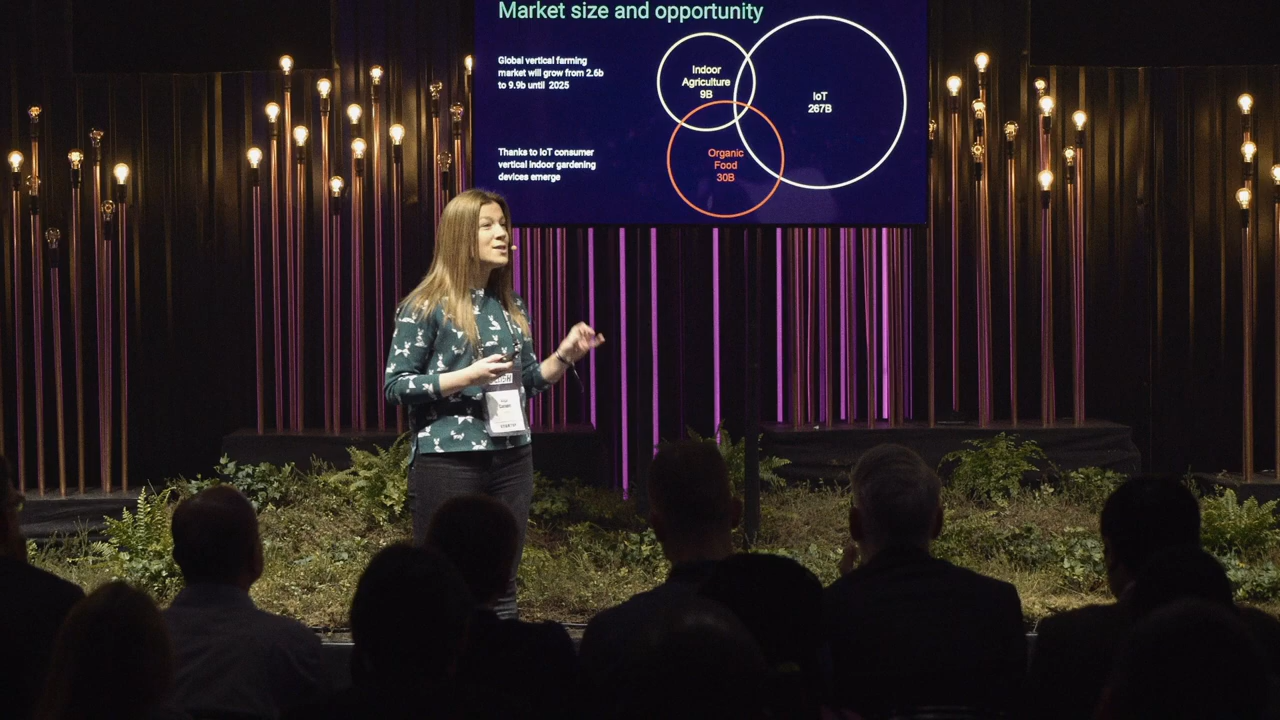 Market size and opportunity
Global vertical farming
market will grow from 2.6b
to 9.9b until 2025
Indoor
Agriculture
9B
IoT
267B
Thanks to IoT consumer
vertical indoor gardening
devices emerge
Organic
Food
30B